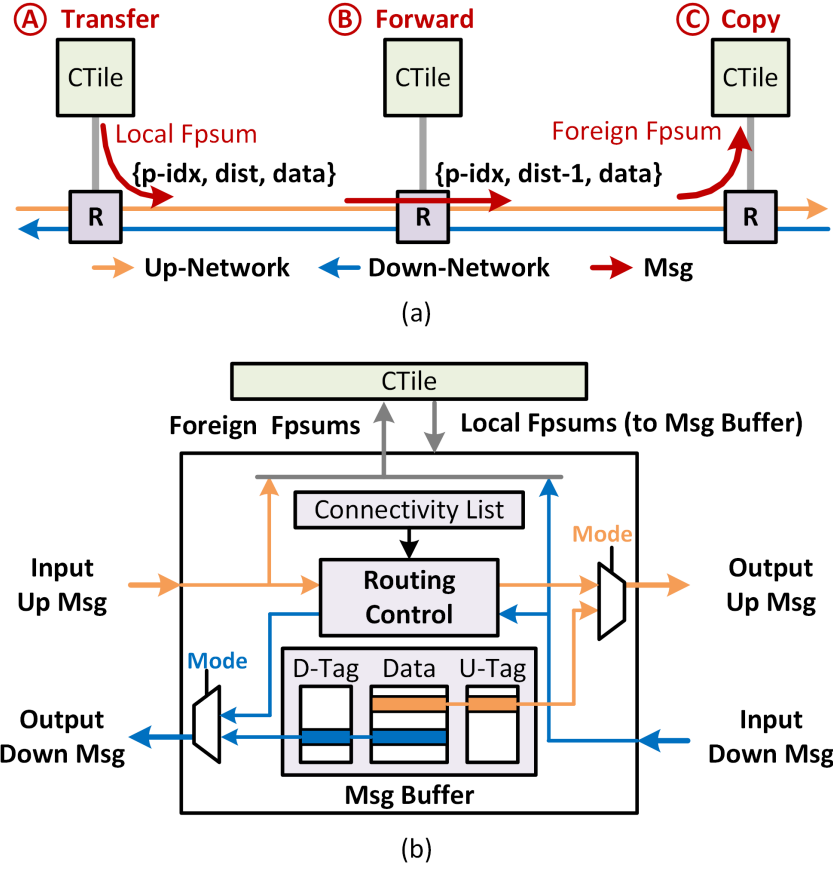 A Transfer
B Forward
C Copy
CTile
CTile
CTile
Local Fpsum
Foreign Fpsum
{p-idx, dist, data}
{p-idx, dist-1, data}
R
R
R
Up-Network
Down-Network
Msg
(a)
CTile
Foreign Fpsums
Local Fpsums (to Msg Buffer)
Connectivity List
Mode
Input
Up Msg
Routing
Control
Output
Up Msg
Mode
D-Tag
Data
U-Tag
Output
Down Msg
Input
Down Msg
Msg Buffer
(b)